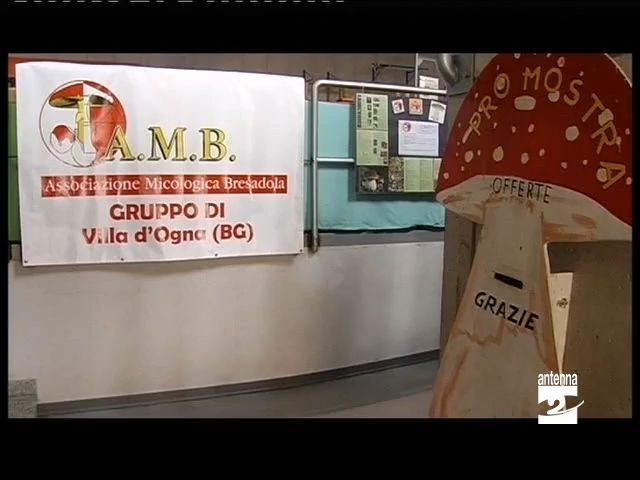 A.M.B.
Associazione Micologica Bresadola
GRUPPO DI
Villa d'Ogna (BG)
PRO MOSTRA
OFFERTE
GRAZIE
antenna
2